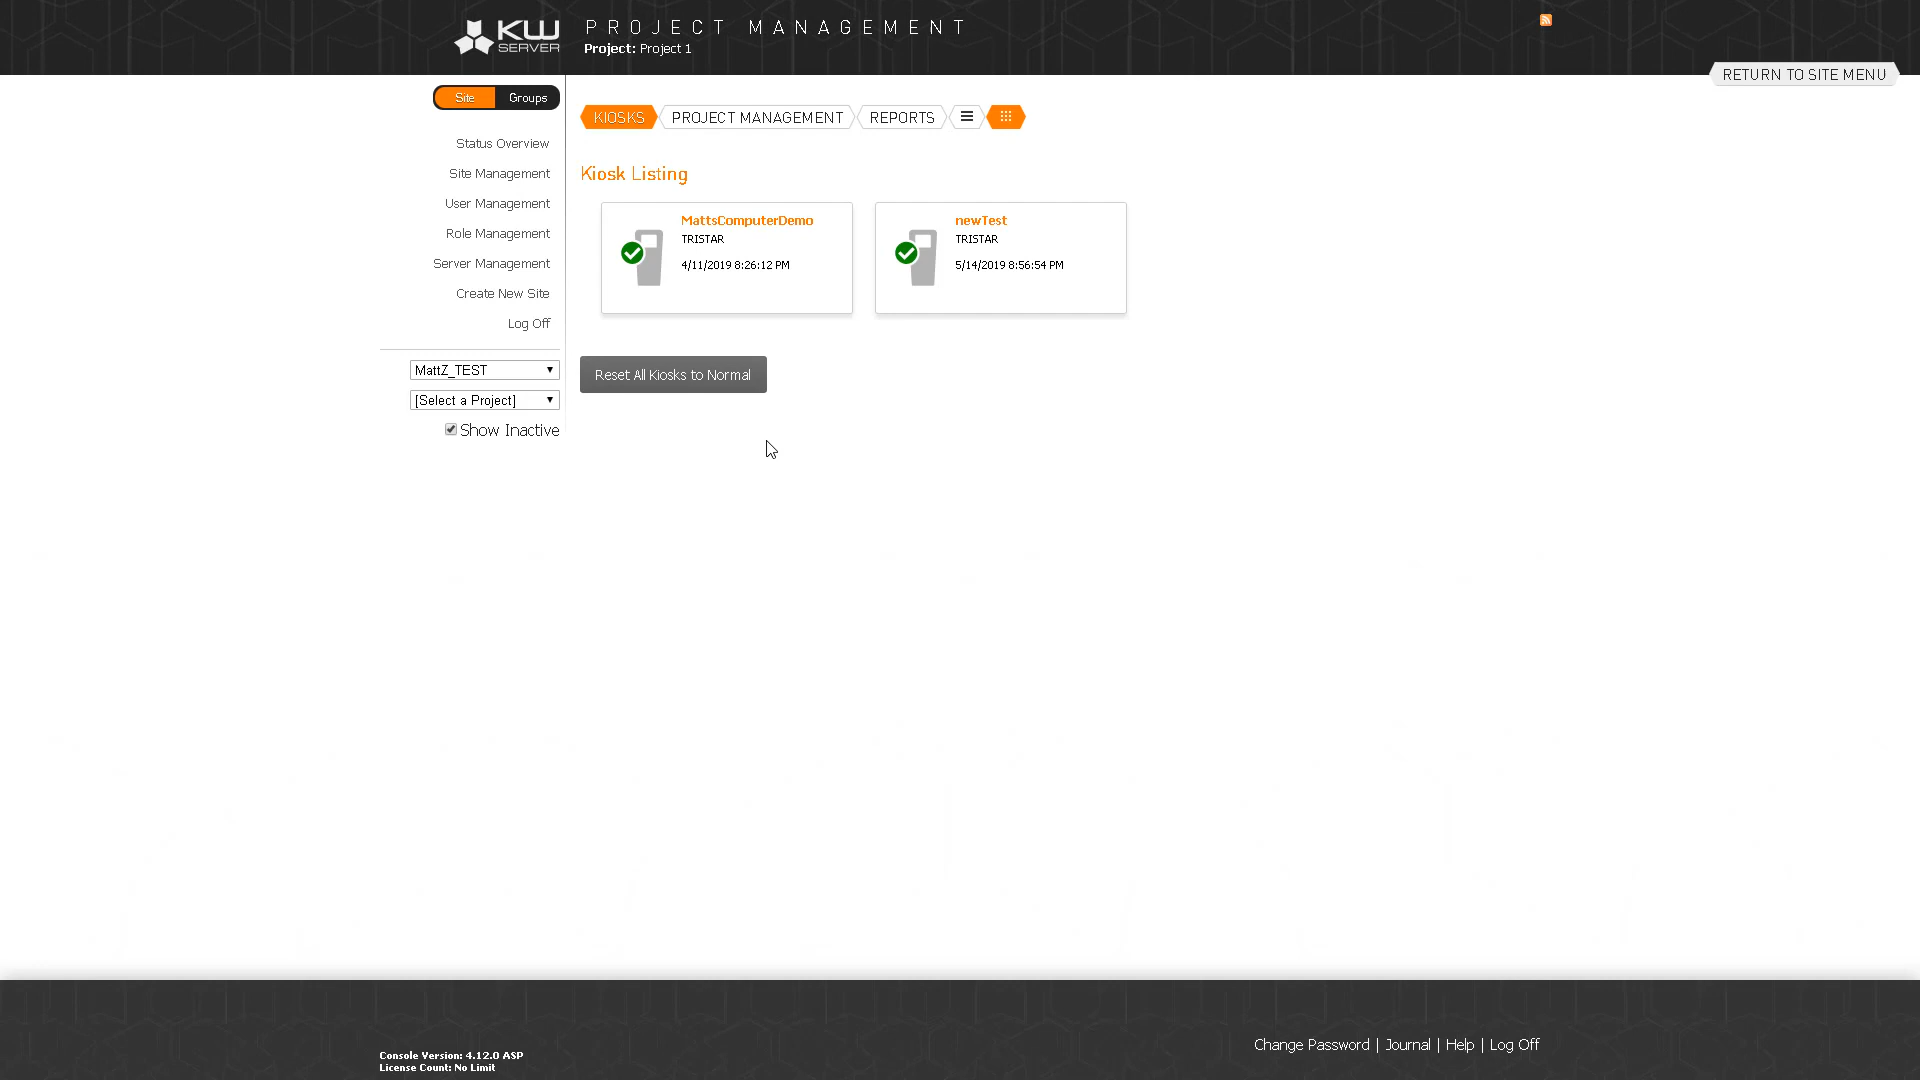 KW SERVER
PROJECT MANAGEMENT
Project: Project 1
RETURN TO SITE MENU
Site Groups
Status Overview
Site Management
User Management
Role Management
Server Management
Create New Site
Log Off
MattZ_TEST
[Select a Project]
Show Inactive
KIOSKS PROJECT MANAGEMENT REPORTS
Kiosk Listing
MattsComputerDemo
TRISTAR
4/11/2019 8:26:12 PM
newTest
TRISTAR
5/14/2019 8:56:54 PM
Reset All Kiosks to Normal
Console Version: 4.12.0 ASP
License Count: No Limit
Change Password | Journal | Help | Log Off